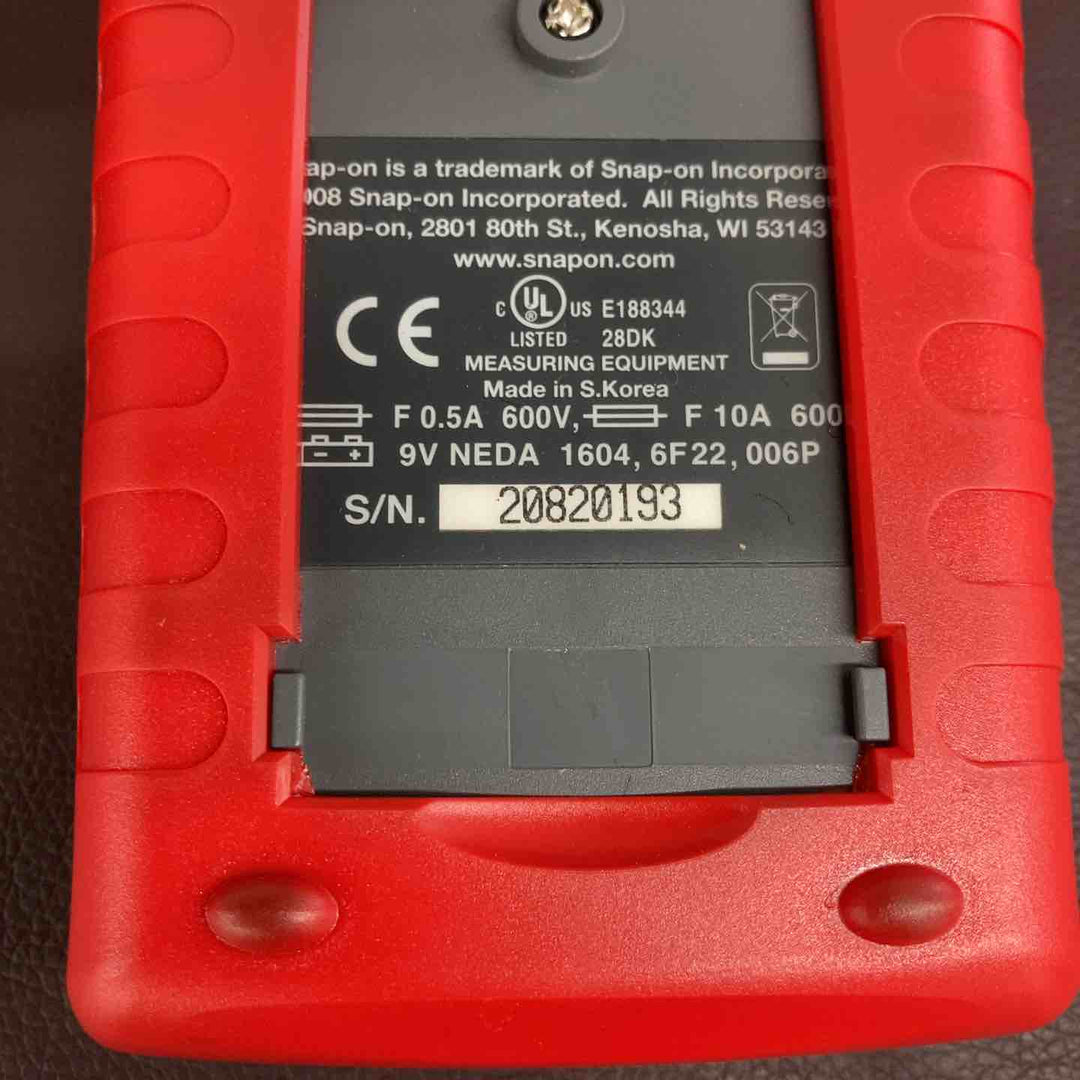 ap-on is a trademark of Snap-on Incorpora
008 Snap-on Incorporated. All Rights Rese
Snap-on, 2801 80th St., Kenosha, WI 53143
www.snapon.com
CE
C UL ® US E188344
LISTED 28DK
MEASURING EQUIPMENT
Made in S.Korea
F 0.5A 600V, F 10A 600
- + 9V NEDA 1604, 6F22, 006P
S/N. 20820193